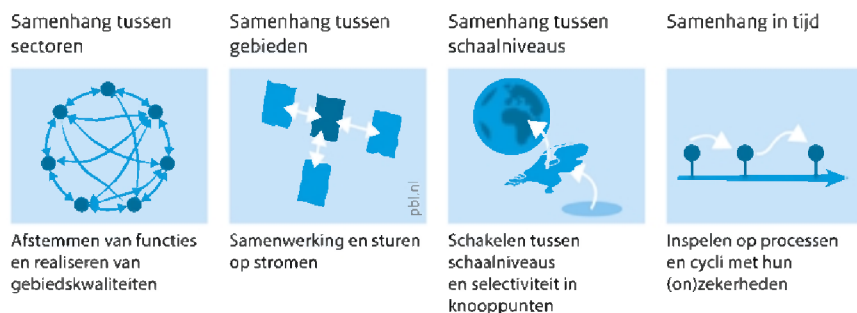 Samenhang tussen
sectoren
Afstemmen van functies
en realiseren van
gebiedskwaliteiten
Samenhang tussen
gebieden
pbl.nl
Samenwerking en sturen
op stromen
Samenhang tussen
schaalniveaus
Schakelen tussen
schaalniveaus
en selectiviteit in
knooppunten
Samenhang in tijd
Inspelen op processen
en cycli met hun
(on)zekerheden